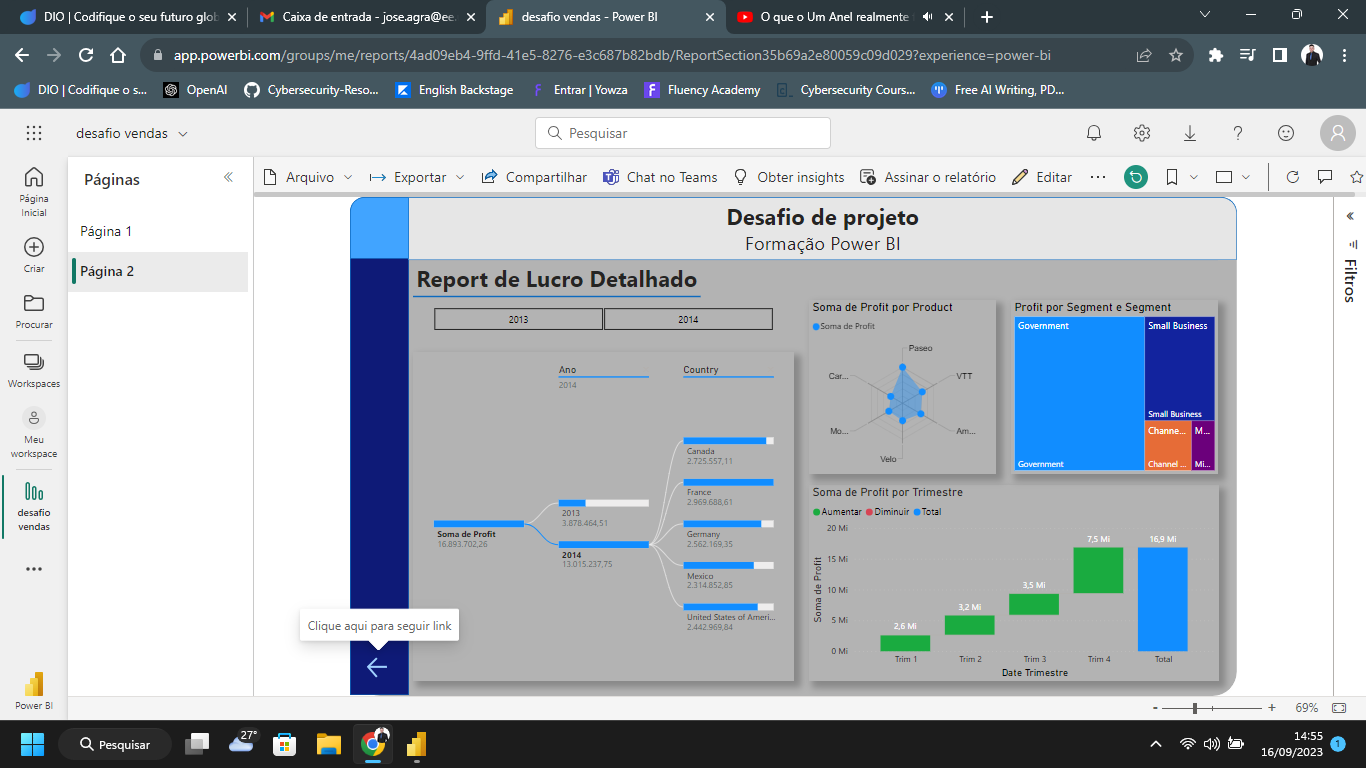 DIO | Codifique o seu futuro glob
Caixa de entrada - jose.agra@ee.
desafio vendas - Power BI
O que o Um Anel realmente
app.powerbi.com/groups/me/reports/4ad09eb4-9ffd-41e5-8276-e3c687b82bdb/ReportSection35b69a2e80059c09d029?experience=power-bi
DIO | Codifique o s...
OpenAI
Cybersecurity-Reso...
English Backstage
Entrar | Yowza
Fluency Academy
Cybersecurity Cours...
Free AI Writing, PD...
desafio vendas
Pesquisar
Página
Inicial
Criar
Procurar
Workspaces
Meu
workspace
desafio
vendas
Power BI
Páginas
Página 1
Página 2
Arquivo
Exportar
Compartilhar
Chat no Teams
Obter insights
Assinar o relatório
Editar
Filtros
Desafio de projeto
Formação Power BI
Report de Lucro Detalhado
2013
2014
Ano
2014
Country
Soma de Profit
16.893.702,26
2013
3.878.464,51
2014
13.015.237,75
Canada
2.725.557,11
France
2.969.688,61
Germany
2.562.169,35
Mexico
2.314.852,85
United States of Ameri...
2.442.969,84
Soma de Profit por Product
Soma de Profit
Paseo
VTT
Am...
Velo
Mo...
Car...
Profit por Segment e Segment
Government
Government
Small Business
Small Business
Channe...
Channel ...
M...
Mi...
Soma de Profit por Trimestre
Aumentar
Diminuir
Total
Soma de Profit
20 Mi
15 Mi
10 Mi
5 Mi
0 Mi
2,6 Mi
3,2 Mi
3,5 Mi
7,5 Mi
16,9 Mi
Trim 1
Trim 2
Trim 3
Trim 4
Total
Date Trimestre
Clique aqui para seguir link
69%
27°
Pesquisar
14:55
16/09/2023
1